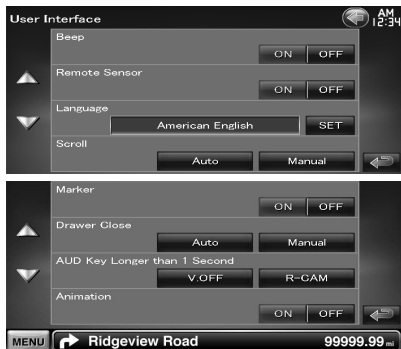 User Interface
AM
12:34
Beep
ON OFF
Remote Sensor
ON OFF
Language
American English SET
Scroll
Auto Manual
Marker
ON OFF
Drawer Close
Auto Manual
AUD Key Longer than 1 Second
V.OFF R-CAM
Animation
ON OFF
MENU Ridgeview Road 99999.99 mi